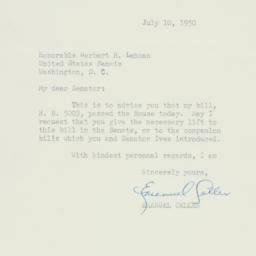 July 10, 1950
Honorable Herbert H. Lehman
United States Senate
Washington, D. C.
My dear Senator:
This is to advise you that my bill,
H. R. 5003, passed the House today. May I
request that you give the necessary lift to
this bill in the Senate, or to the companion
bills which you and Senator Ives introduced.
With kindest personal regards, I am
Sincerely yours,
Emanuel Celler
EMANUEL CELLER